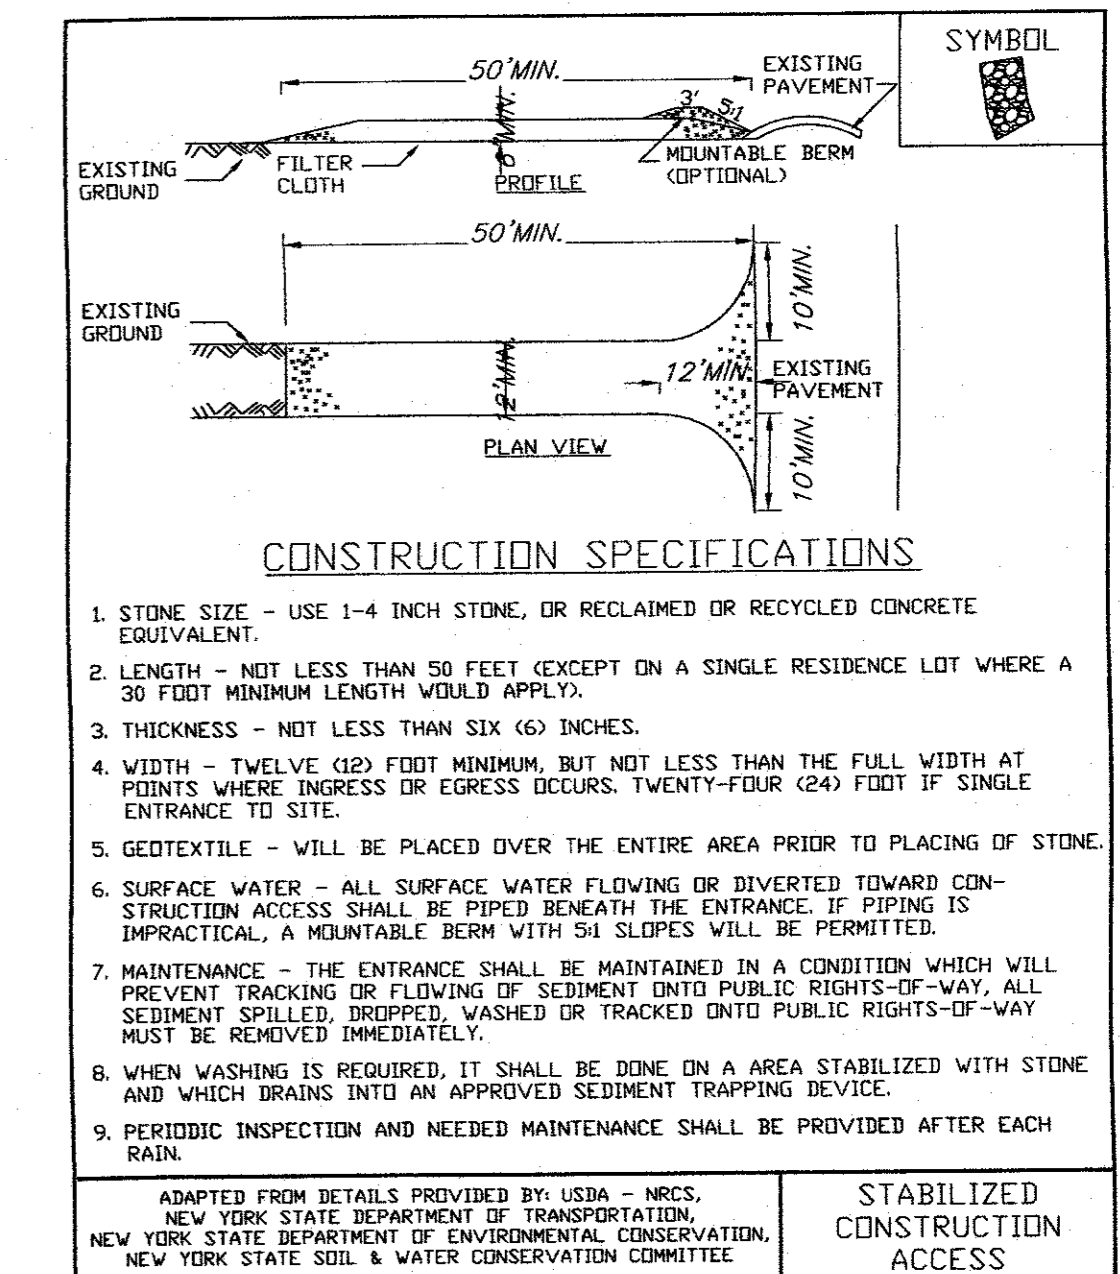 SYMBOL
50'MIN.
EXISTING
PAVEMENT
3'
5:1
EXISTING
GROUND
FILTER
CLOTH
PROFILE
MOUNTABLE BERM
(OPTIONAL)
50'MIN.
EXISTING
GROUND
10'MIN.
12'MIN.
12'MIN.
EXISTING
PAVEMENT
10'MIN.
PLAN VIEW
CONSTRUCTION SPECIFICATIONS
1. STONE SIZE - USE 1-4 INCH STONE, OR RECLAIMED OR RECYCLED CONCRETE
EQUIVALENT.
2. LENGTH - NOT LESS THAN 50 FEET (EXCEPT ON A SINGLE RESIDENCE LOT WHERE A
30 FOOT MINIMUM LENGTH WOULD APPLY).
3. THICKNESS - NOT LESS THAN SIX (6) INCHES.
4. WIDTH - TWELVE (12) FOOT MINIMUM, BUT NOT LESS THAN THE FULL WIDTH AT
POINTS WHERE INGRESS OR EGRESS OCCURS. TWENTY-FOUR (24) FOOT IF SINGLE
ENTRANCE TO SITE.
5. GEOTEXTILE - WILL BE PLACED OVER THE ENTIRE AREA PRIOR TO PLACING OF STONE.
6. SURFACE WATER - ALL SURFACE WATER FLOWING OR DIVERTED TOWARD CON-
STRUCTION ACCESS SHALL BE PIPED BENEATH THE ENTRANCE. IF PIPING IS
IMPRACTICAL, A MOUNTABLE BERM WITH 5:1 SLOPES WILL BE PERMITTED.
7. MAINTENANCE - THE ENTRANCE SHALL BE MAINTAINED IN A CONDITION WHICH WILL
PREVENT TRACKING OR FLOWING OF SEDIMENT ONTO PUBLIC RIGHTS-OF-WAY, ALL
SEDIMENT SPILLED, DROPPED, WASHED OR TRACKED ONTO PUBLIC RIGHTS-OF-WAY
MUST BE REMOVED IMMEDIATELY.
8. WHEN WASHING IS REQUIRED, IT SHALL BE DONE ON A AREA STABILIZED WITH STONE
AND WHICH DRAINS INTO AN APPROVED SEDIMENT TRAPPING DEVICE.
9. PERIODIC INSPECTION AND NEEDED MAINTENANCE SHALL BE PROVIDED AFTER EACH
RAIN.
ADAPTED FROM DETAILS PROVIDED BY: USDA - NRCS,
NEW YORK STATE DEPARTMENT OF TRANSPORTATION,
NEW YORK STATE DEPARTMENT OF ENVIRONMENTAL CONSERVATION,
NEW YORK STATE SOIL & WATER CONSERVATION COMMITTEE
STABILIZED
CONSTRUCTION
ACCESS